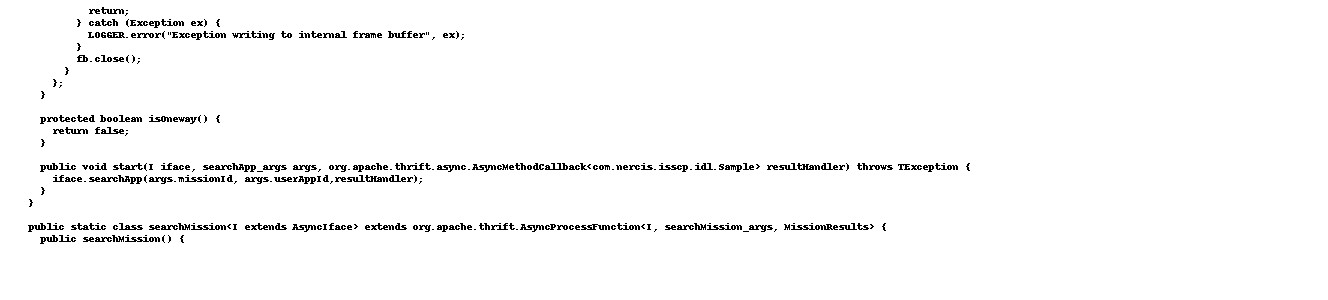 return;
} catch (Exception ex) {
LOGGER.error("Exception writing to internal frame buffer", ex);
}
fb.close();
}
};
}
protected boolean isOneway() {
return false;
}
public void start(I iface, searchApp_args args, org.apache.thrift.async.AsyncMethodCallback<com.nercis.isscp.idl.Sample> resultHandler) throws TException {
iface.searchApp(args.missionId, args.userAppId,resultHandler);
}
}
public static class searchMission<I extends AsyncIface> extends org.apache.thrift.AsyncProcessFunction<I, searchMission_args, MissionResults> {
public searchMission() {